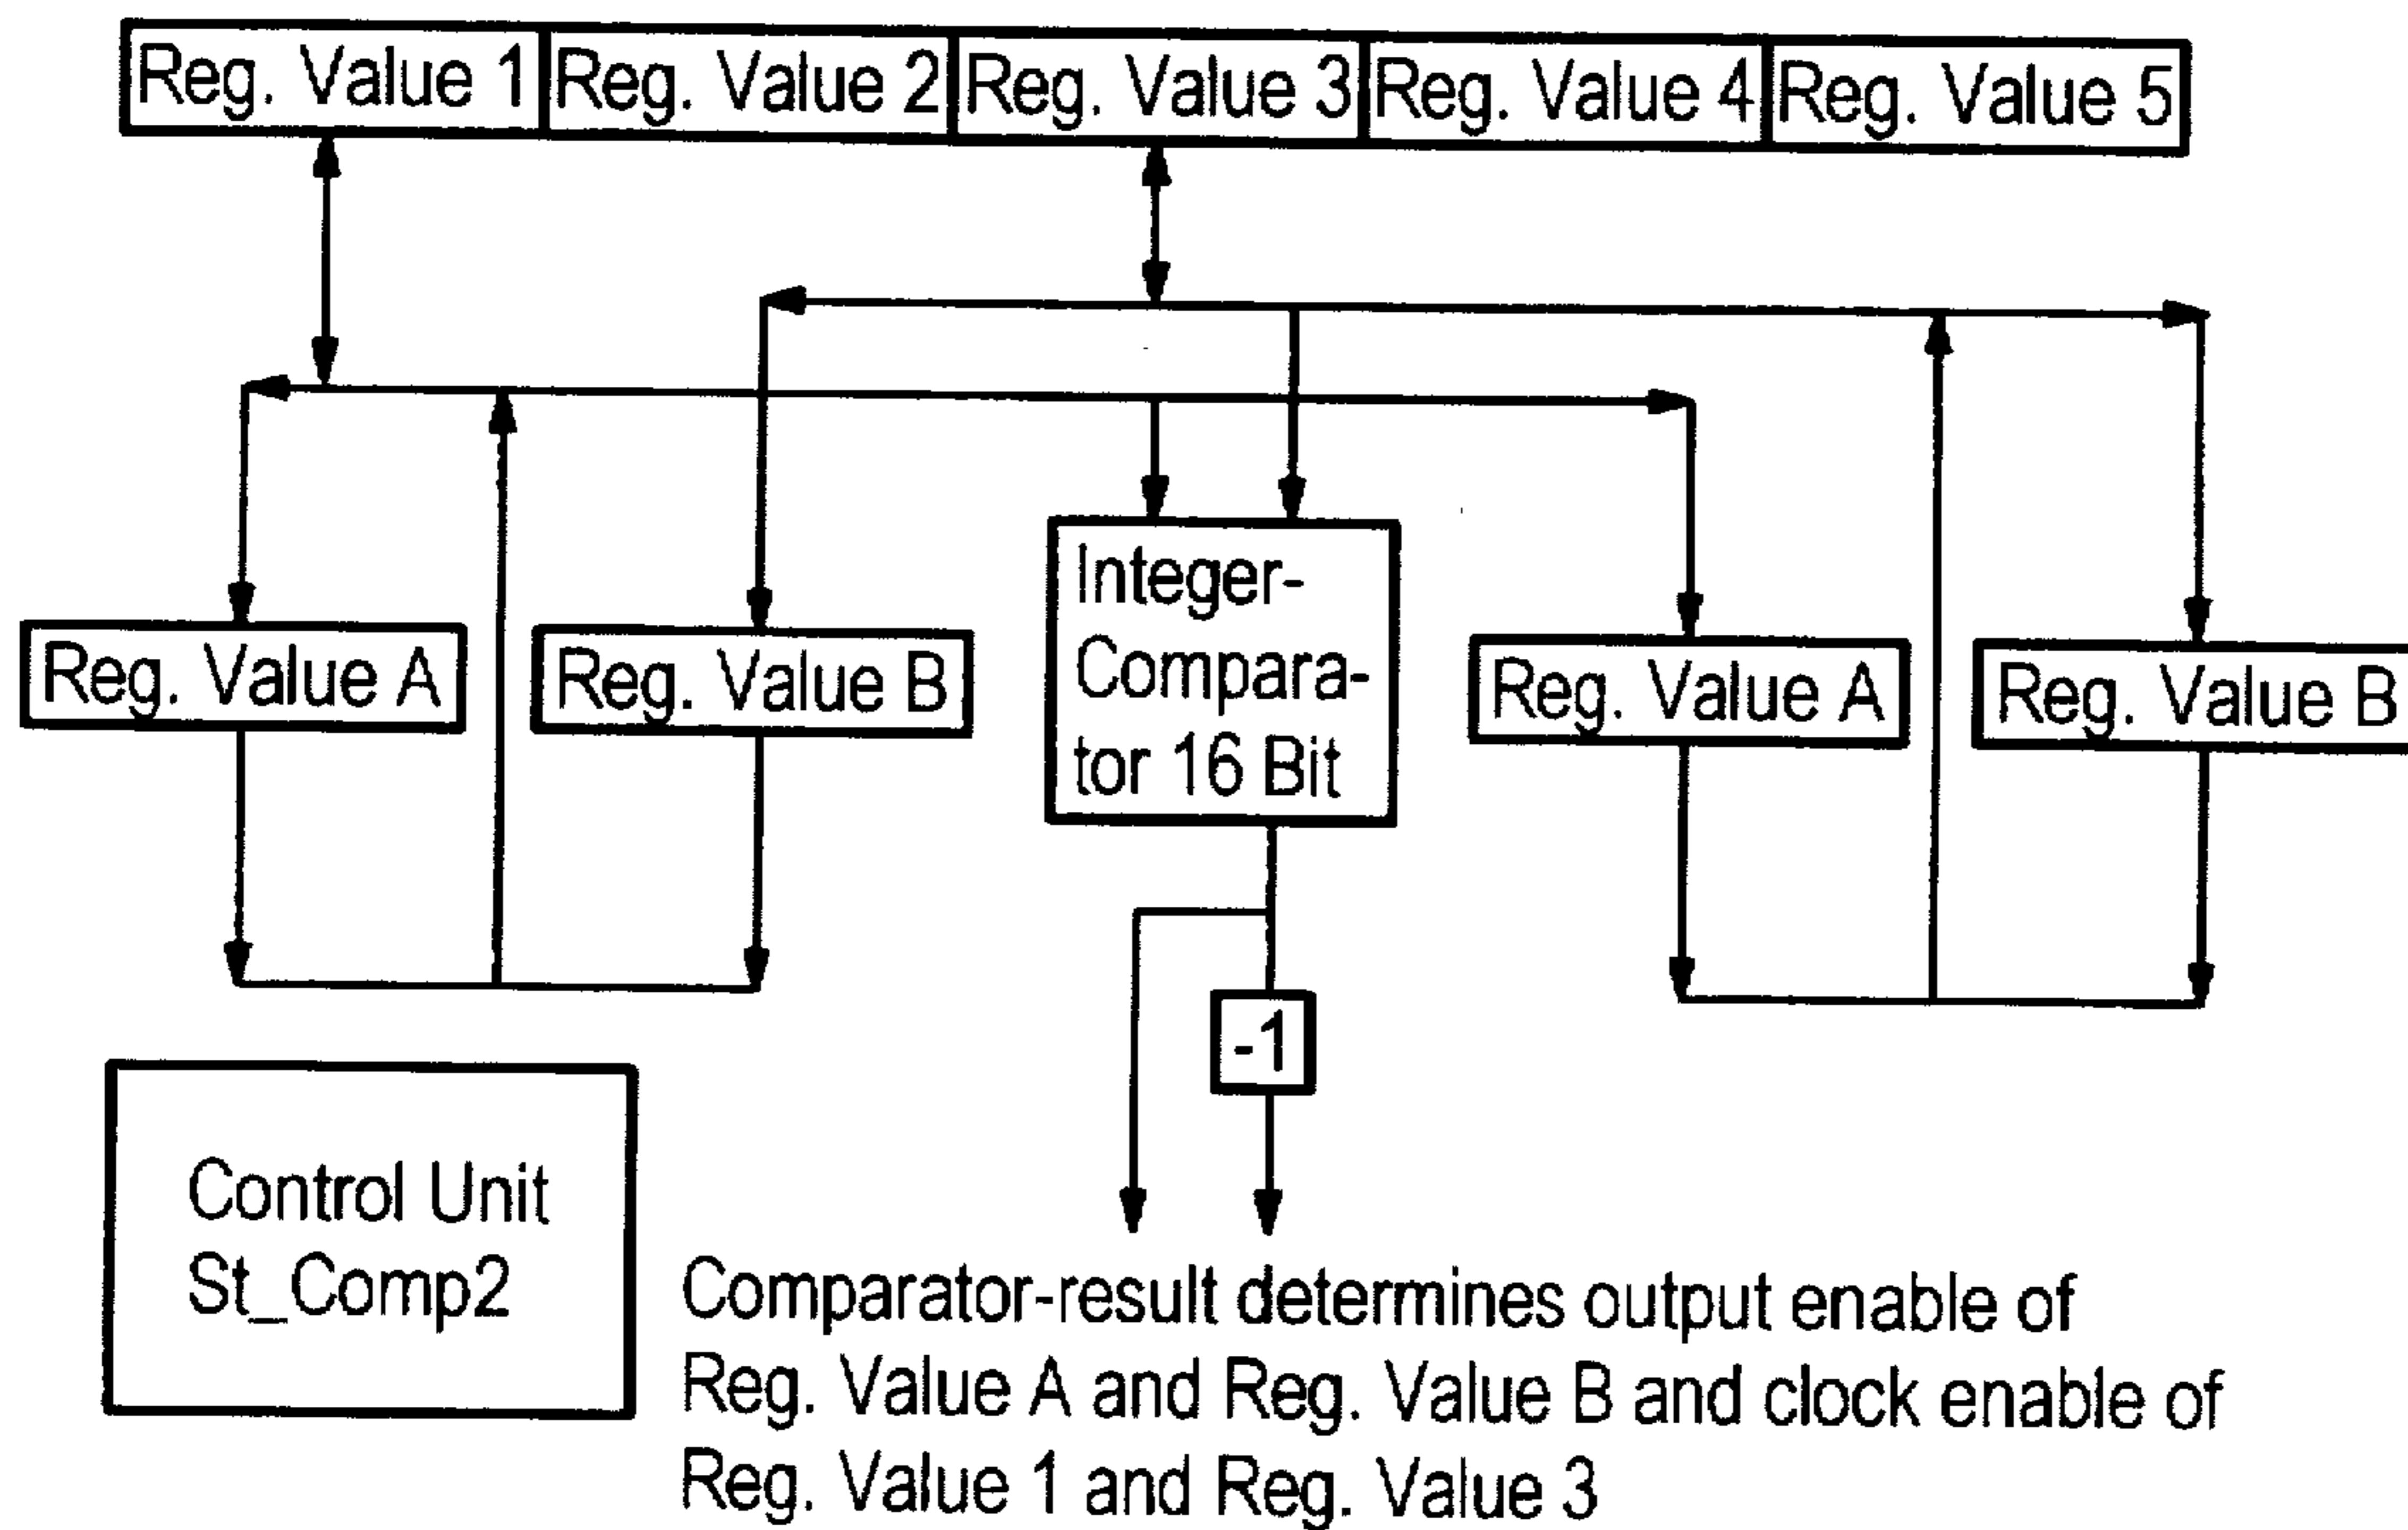 Reg. Value 1
Reg. Value 2
Reg. Value 3
Reg. Value 4
Reg. Value 5
Reg. Value A
Reg. Value B
Integer-
Compara-
tor 16 Bit
Reg. Value A
Reg. Value B
-1
Control Unit
St_Comp2
Comparator-result determines output enable of
Reg. Value A and Reg. Value B and clock enable of
Reg. Value 1 and Reg. Value 3